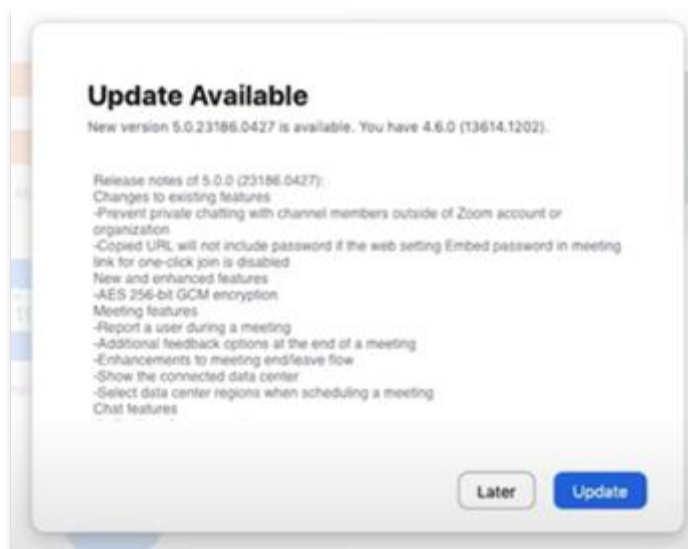 Update Available
New version 5.0.23186.0427 is available. You have 4.6.0 (13614.1202).
Release notes of 5.0.0 (23186.0427):
Changes to existing features
-Prevent private chatting with channel members outside of Zoom account or
organization
-Copied URL will not include password if the web setting Embed password in meeting
link for one-click join is disabled
New and enhanced features
-AES 256-bit GCM encryption
Meeting features
-Report a user during a meeting
-Additional feedback options at the end of a meeting
-Enhancements to meeting end/leave flow
-Show the connected data center
-Select data center regions when scheduling a meeting
Chat features
Later
Update